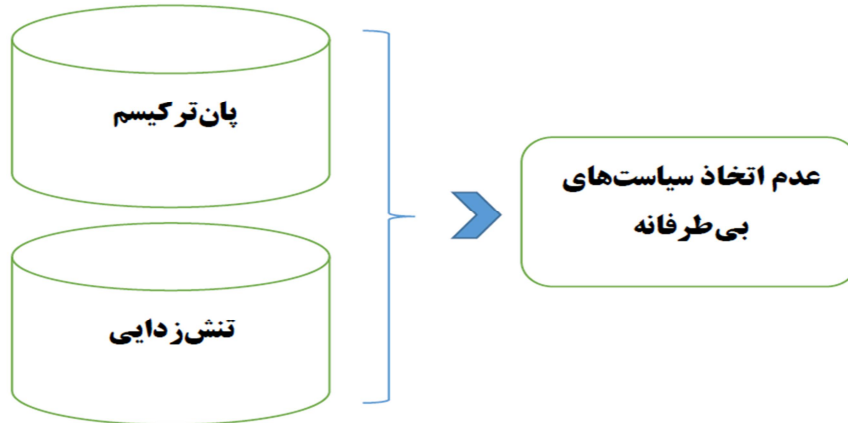 پان‌ترکیسم
تنش‌زدایی
عدم اتخاذ سیاست‌های
بی‌طرفانه